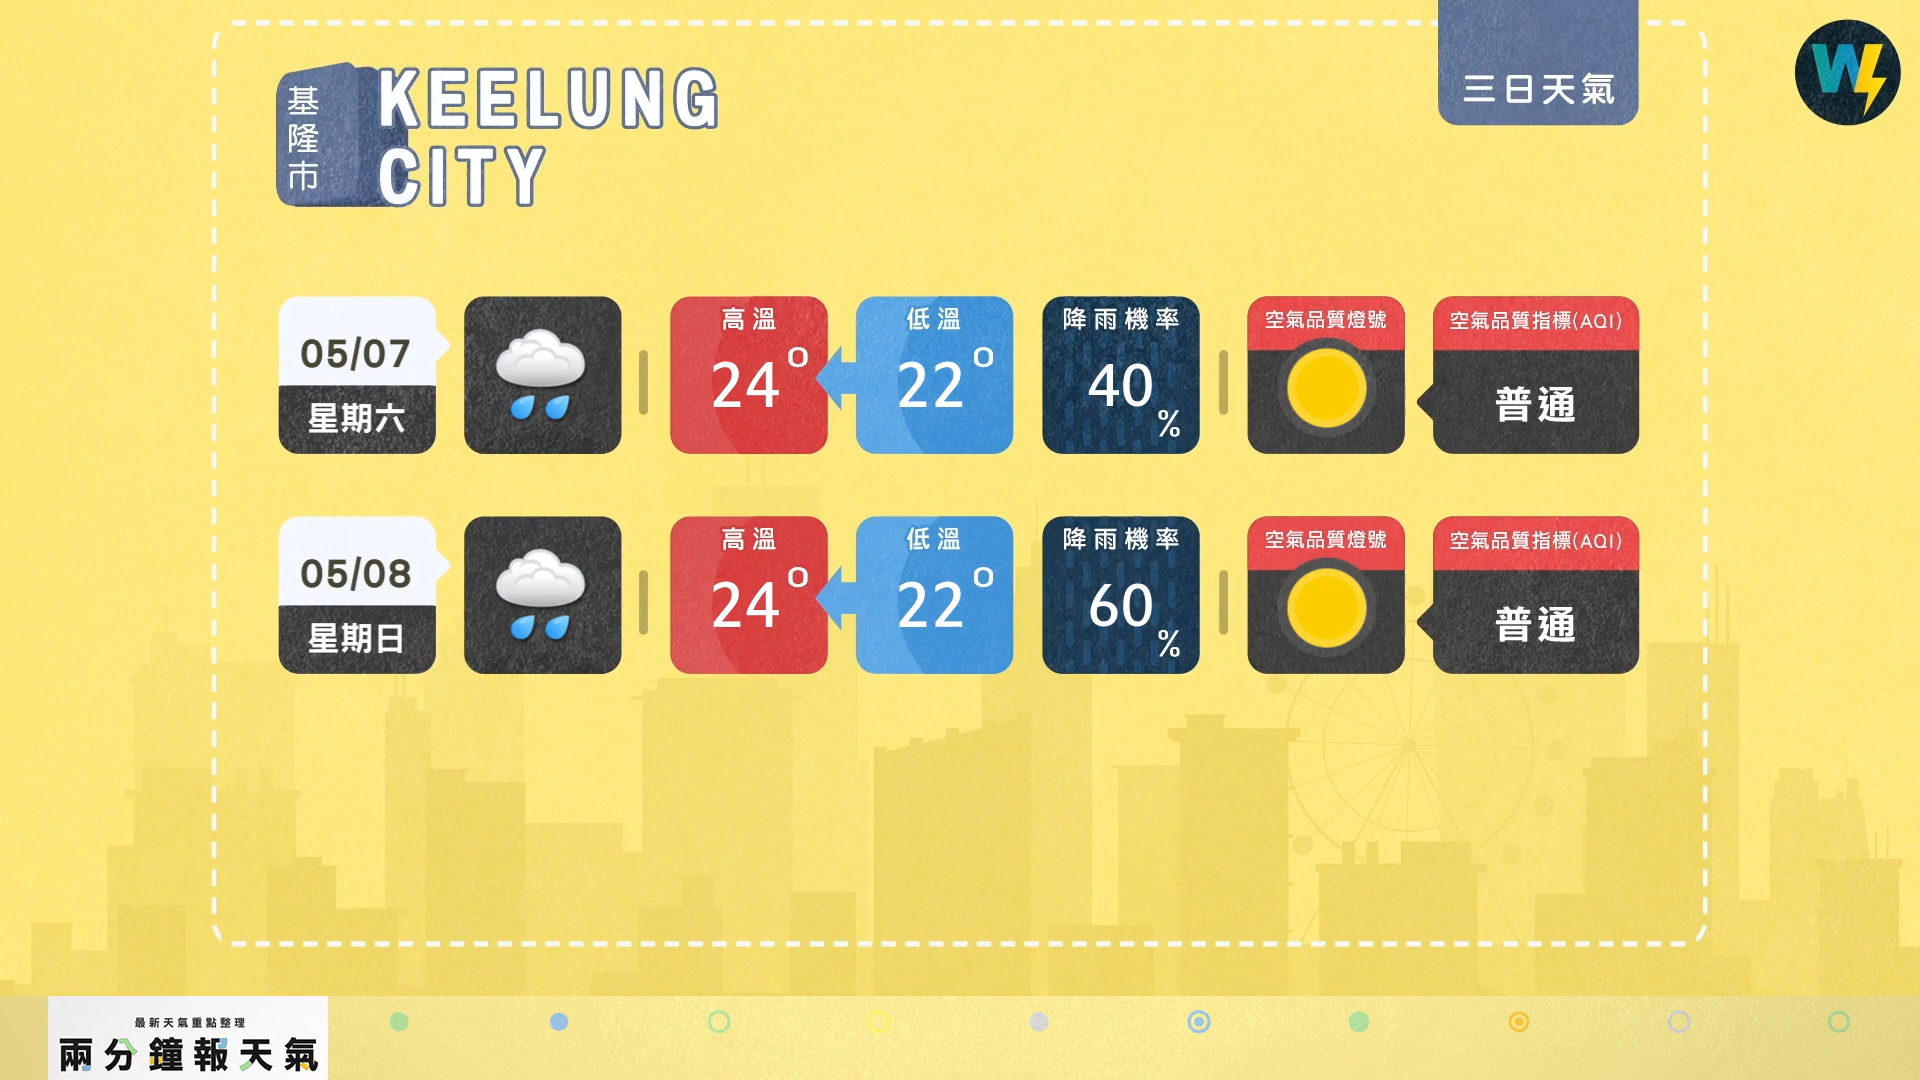 基隆市
KEELUNG
CITY
三日天氣
W
05/07
星期六
高溫
24°
低溫
22°
降雨機率
40%
空氣品質燈號
空氣品質指標(AQI)
普通
05/08
星期日
高溫
24°
低溫
22°
降雨機率
60%
空氣品質燈號
空氣品質指標(AQI)
普通
最新天氣重點整理
兩分鐘報天氣